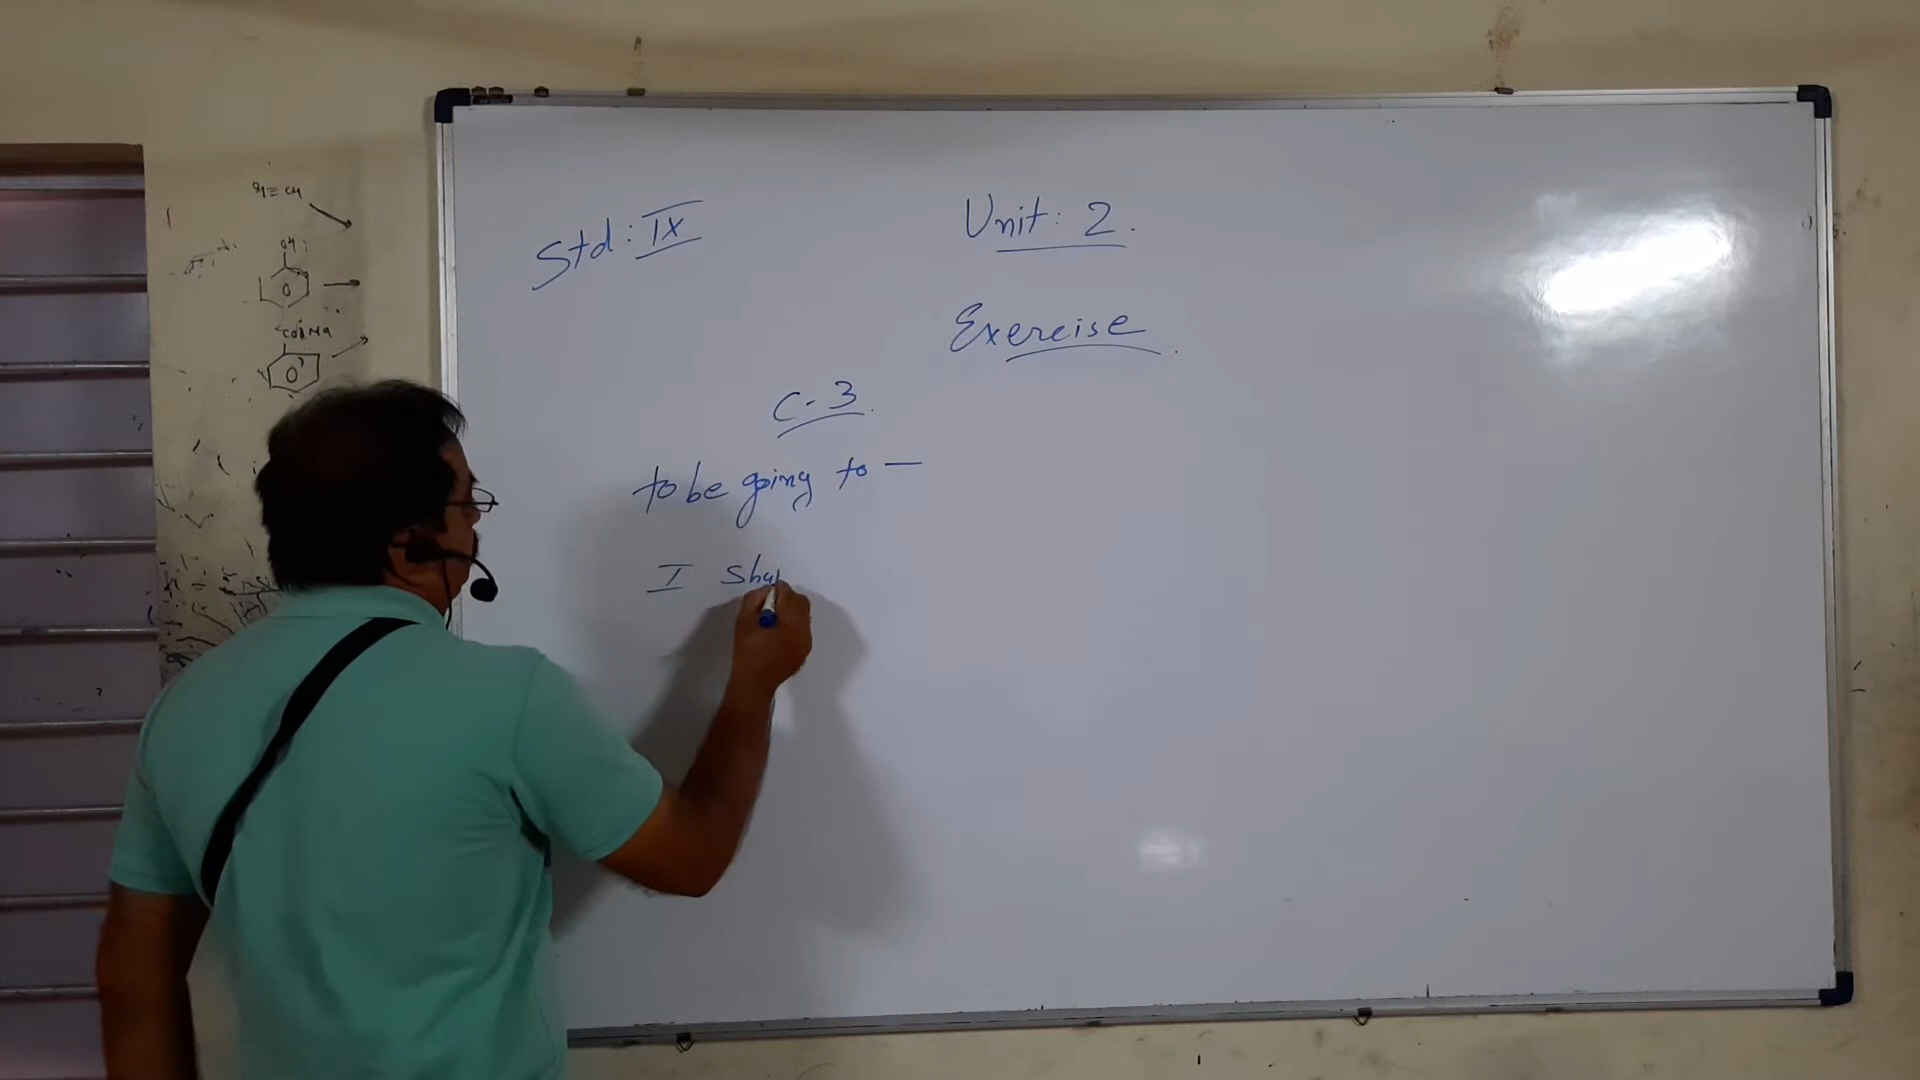 Std: IX
Unit: 2.
Exercise.
C-3.
to be going to —
I sha